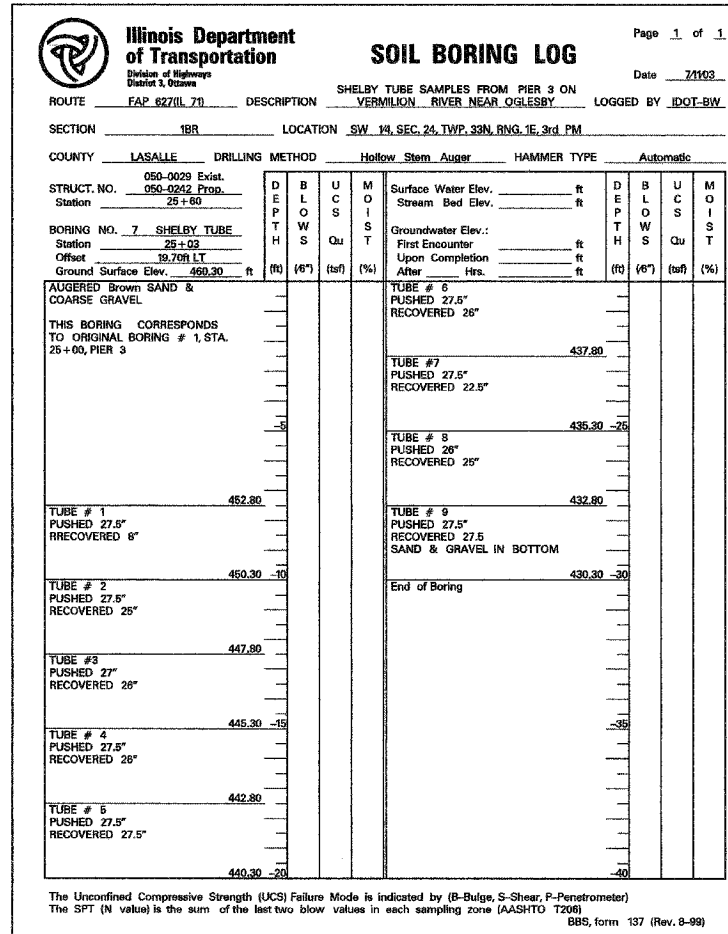 Illinois Department
of Transportation
Division of Highways
District 3, Ottawa
SOIL BORING LOG
Page 1 of 1
Date 7/11/03
SHELBY TUBE SAMPLES FROM PIER 3 ON
ROUTE FAP 627(IL 71) DESCRIPTION VERMILION RIVER NEAR OGLESBY LOGGED BY IDOT-BW
SECTION 1BR LOCATION SW 1/4, SEC. 24, TWP. 33N, RNG. 1E, 3rd PM
COUNTY LASALLE DRILLING METHOD Hollow Stem Auger HAMMER TYPE Automatic
050-0029 Exist.
STRUCT. NO. 050-0242 Prop.
Station 25+60
BORING NO. 7 SHELBY TUBE
Station 25+03
Offset 19.70ft LT
Ground Surface Elev. 460.30 ft
DEPTH (ft)
BLOWS (/6")
UCS Qu (tsf)
MOIST (%)
Surface Water Elev. ft
Stream Bed Elev. ft
Groundwater Elev.:
First Encounter ft
Upon Completion ft
After Hrs. ft
DEPTH (ft)
BLOWS (/6")
UCS Qu (tsf)
MOIST (%)
AUGERED Brown SAND &
COARSE GRAVEL
THIS BORING CORRESPONDS
TO ORIGINAL BORING # 1, STA.
25+00, PIER 3
-5
452.80
TUBE # 1
PUSHED 27.5"
RRECOVERED 8"
450.30 -10
TUBE # 2
PUSHED 27.5"
RECOVERED 25"
447.80
TUBE #3
PUSHED 27"
RECOVERED 26"
445.30 -15
TUBE # 4
PUSHED 27.5"
RECOVERED 26"
442.80
TUBE # 5
PUSHED 27.5"
RECOVERED 27.5"
440.30 -20
TUBE # 6
PUSHED 27.5"
RECOVERED 26"
437.80
TUBE #7
PUSHED 27.5"
RECOVERED 22.5"
435.30 -25
TUBE # 8
PUSHED 26"
RECOVERED 25"
432.80
TUBE # 9
PUSHED 27.5"
RECOVERED 27.5
SAND & GRAVEL IN BOTTOM
430.30 -30
End of Boring
-35
-40
The Unconfined Compressive Strength (UCS) Failure Mode is indicated by (B-Bulge, S-Shear, P-Penetrometer)
The SPT (N value) is the sum of the last two blow values in each sampling zone (AASHTO T206)
BBS, form 137 (Rev. 8-99)